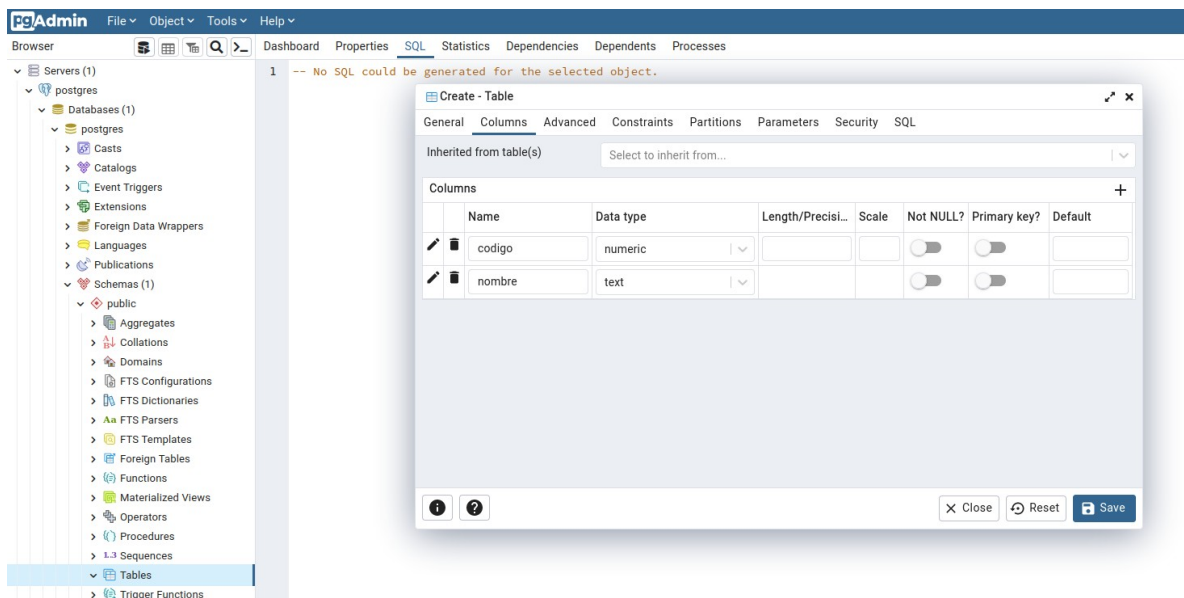 pgAdmin File Object Tools Help
Browser
Dashboard Properties SQL Statistics Dependencies Dependents Processes
Servers (1)
postgres
Databases (1)
postgres
Casts
Catalogs
Event Triggers
Extensions
Foreign Data Wrappers
Languages
Publications
Schemas (1)
public
Aggregates
Collations
Domains
FTS Configurations
FTS Dictionaries
Aa FTS Parsers
FTS Templates
Foreign Tables
Functions
Materialized Views
Operators
Procedures
1..3 Sequences
Tables
Trigger Functions
1 -- No SQL could be generated for the selected object.
Create - Table
General Columns Advanced Constraints Partitions Parameters Security SQL
Inherited from table(s) Select to inherit from...
Columns
Name Data type Length/Precisi... Scale Not NULL? Primary key? Default
codigo numeric
nombre text
Close Reset Save